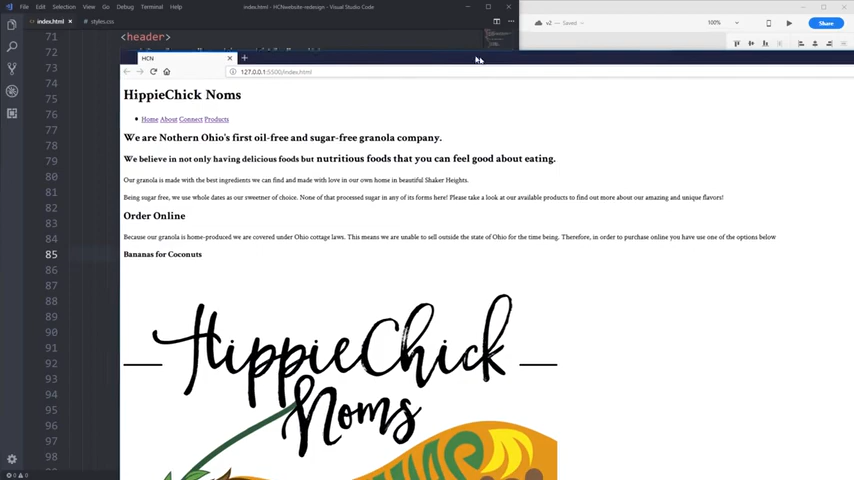 File Edit Selection View Go Debug Terminal Help
index.html - HCNwebsite-redesign - Visual Studio Code
index.html
styles.css
v2 Saved
100%
Share
71 <header>
72
73
74
75
76
77
78
79
80
81
82
83
84
85
86
87
88
89
90
91
92
93
94
95
96
97
98
HCN
127.0.0.1:5500/index.html
HippieChick Noms
Home About Connect Products
We are Nothern Ohio's first oil-free and sugar-free granola company.
We believe in not only having delicious foods but nutritious foods that you can feel good about eating.
Our granola is made with the best ingredients we can find and made with love in our own home in beautiful Shaker Heights.
Being sugar free, we use whole dates as our sweetner of choice. None of that processed sugar in any of its forms here! Please take a look at our available products to find out more about our amazing and unique flavors!
Order Online
Because our granola is home-produced we are covered under Ohio cottage laws. This means we are unable to sell outside the state of Ohio for the time being. Therefore, in order to purchase online you have use one of the options below
Bananas for Coconuts
HippieChick
Noms
0 0